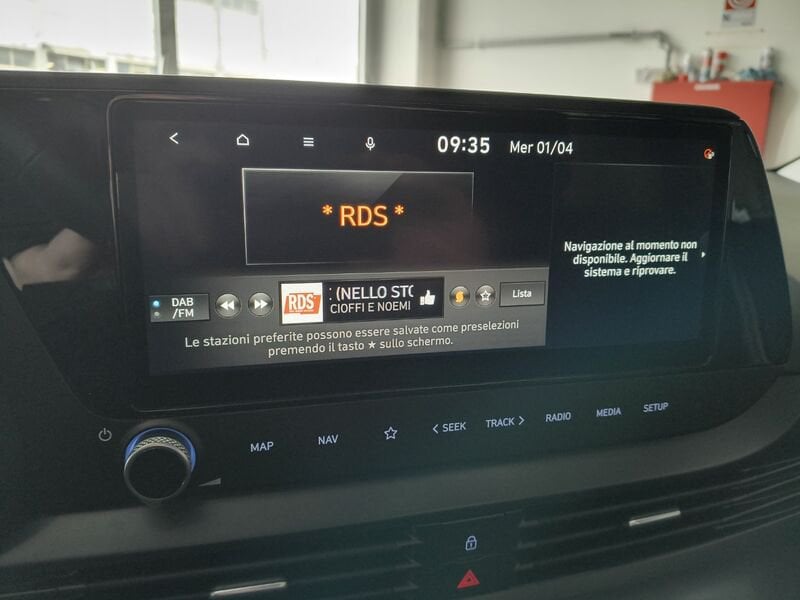 09:35 Mer 01/04
* RDS *
Navigazione al momento non
disponibile. Aggiornare il
sistema e riprovare.
DAB
/FM
RDS
: (NELLO STO
CIOFFI E NOEMI
Lista
Le stazioni preferite possono essere salvate come preselezioni
premendo il tasto ★ sullo schermo.
MAP
NAV
< SEEK
TRACK >
RADIO
MEDIA
SETUP